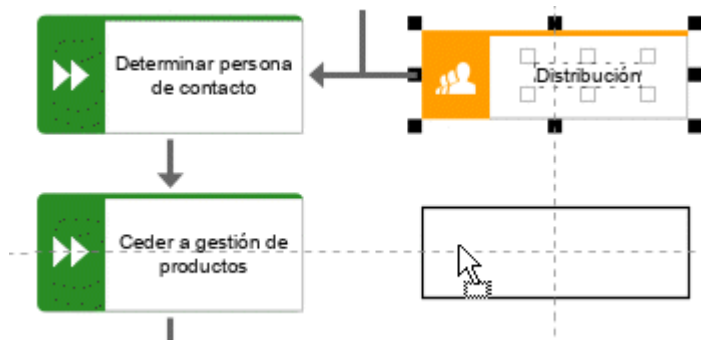 Determinar persona
de contacto
Distribución
Ceder a gestión de
productos